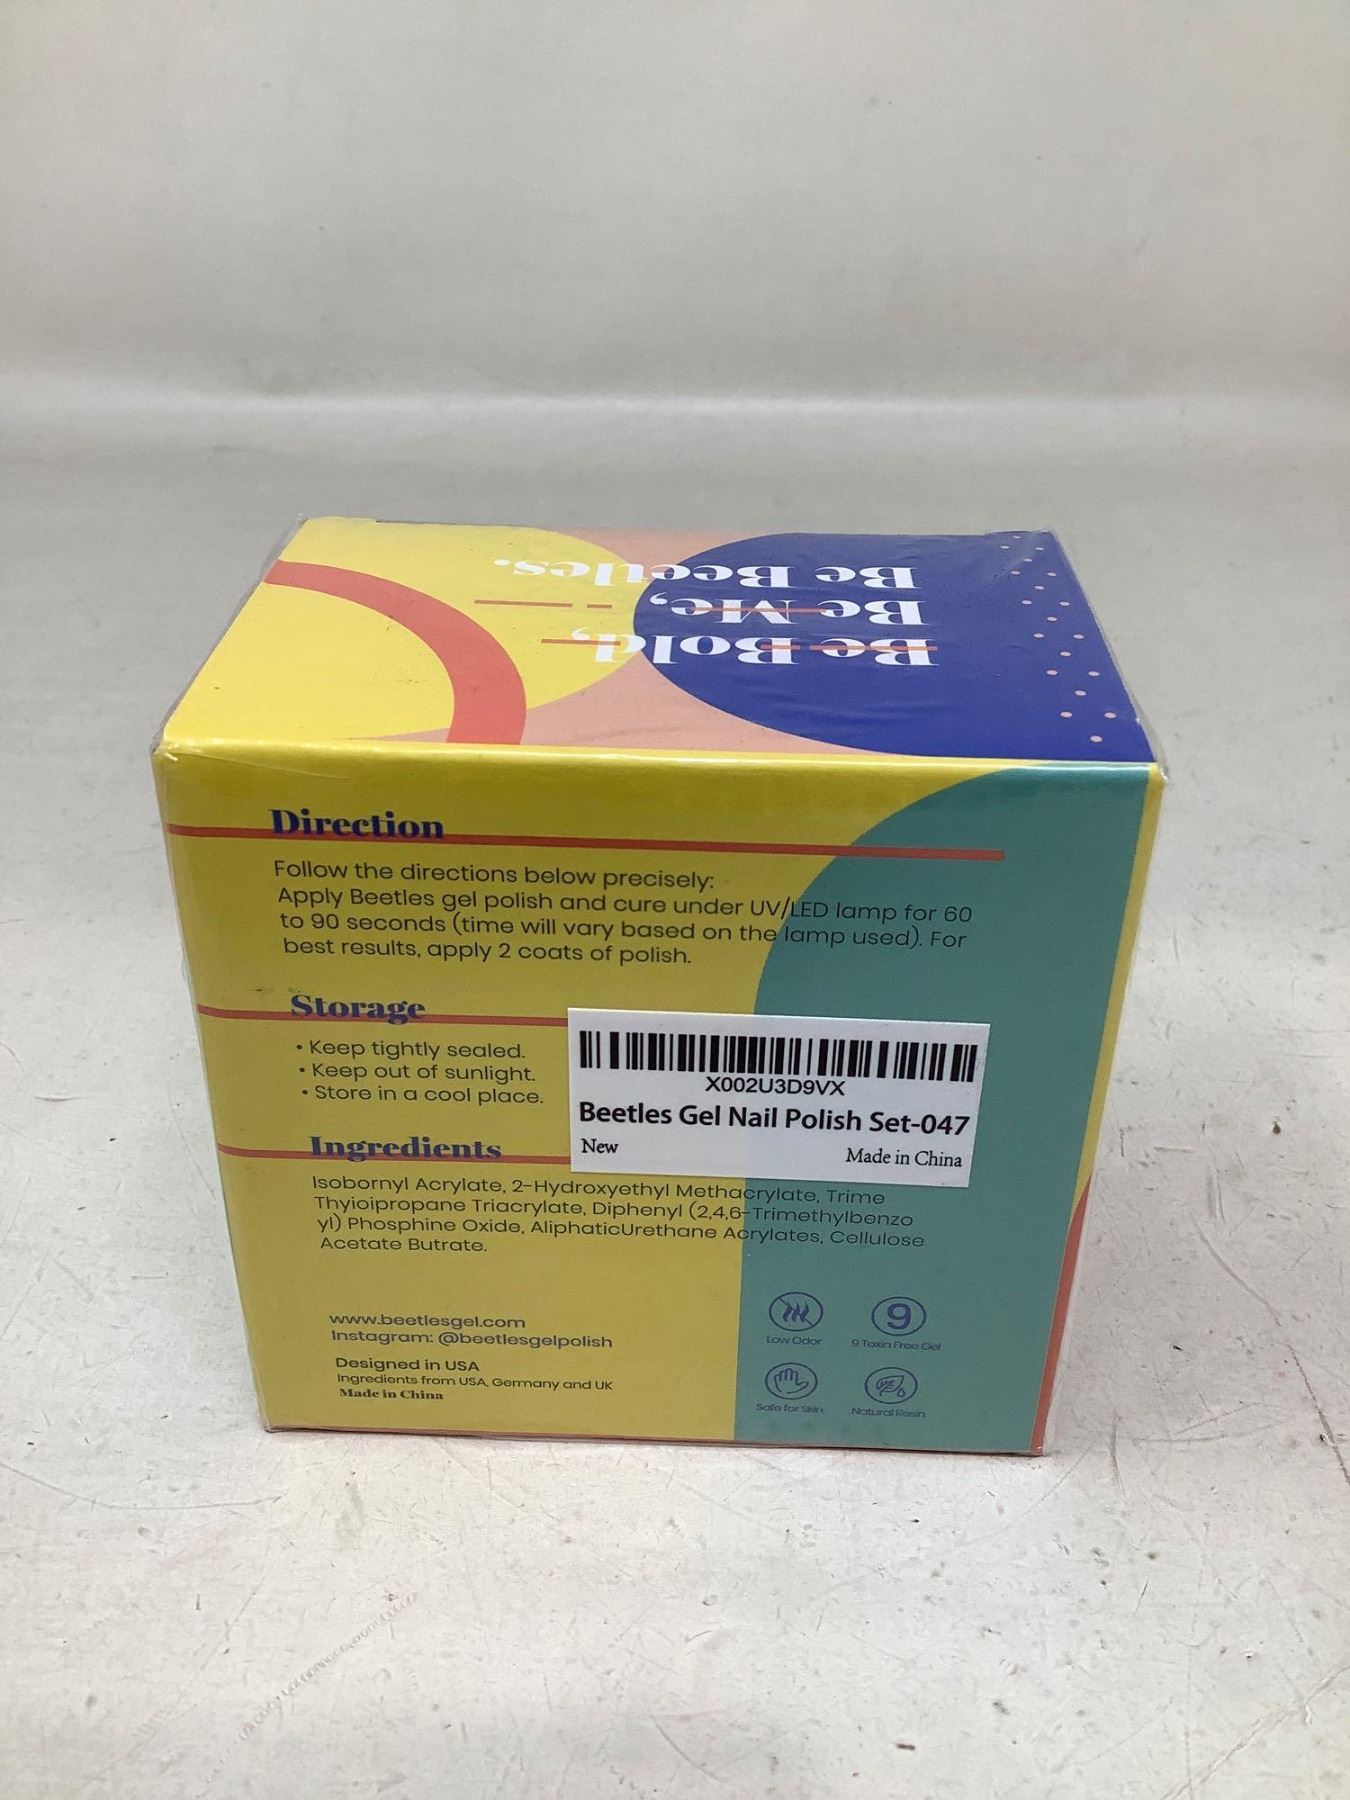 Be Bold,
Be Me,
Be Beetles.
Direction
Follow the directions below precisely:
Apply Beetles gel polish and cure under UV/LED lamp for 60
to 90 seconds (time will vary based on the lamp used). For
best results, apply 2 coats of polish.
Storage
• Keep tightly sealed.
• Keep out of sunlight.
• Store in a cool place.
X002U3D9VX
Beetles Gel Nail Polish Set-047
New Made in China
Ingredients
Isobornyl Acrylate, 2-Hydroxyethyl Methacrylate, Trime
Thyioipropane Triacrylate, Diphenyl (2,4,6-Trimethylbenzo
yl) Phosphine Oxide, AliphaticUrethane Acrylates, Cellulose
Acetate Butrate.
www.beetlesgel.com
Instagram: @beetlesgelpolish
Designed in USA
Ingredients from USA, Germany and UK
Made in China
Low Odor
9
9 Toxin Free Gel
Safe for Skin
Natural Resin